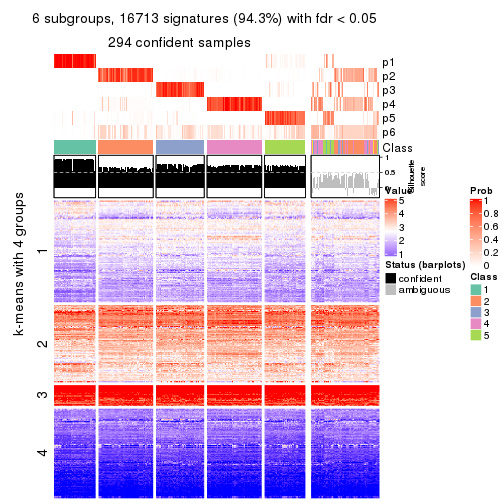 6 subgroups, 16713 signatures (94.3%) with fdr < 0.05
294 confident samples
p1
p2
p3
p4
p5
p6
Class
1
0.5
0
Silhouette
score
k-means with 4 groups
1
2
3
4
Value
5
4
3
2
1
Status (barplots)
confident
ambiguous
Prob
1
0.8
0.6
0.4
0.2
0
Class
1
2
3
4
5